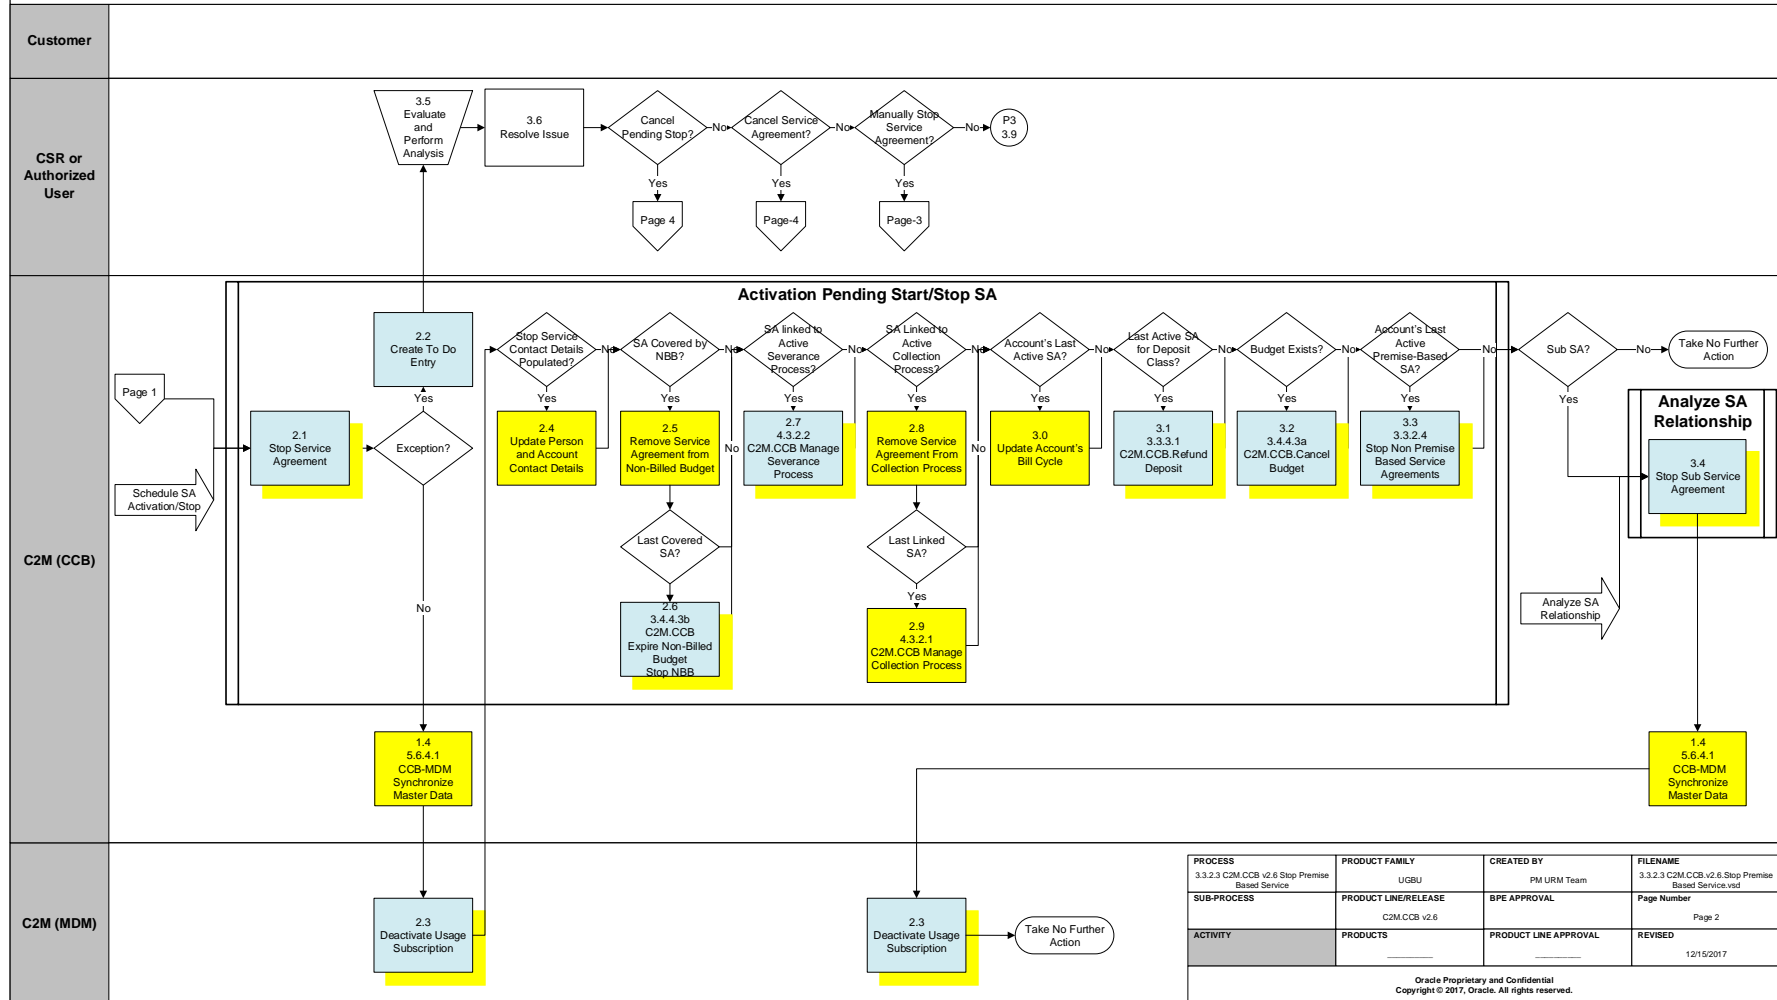 Customer
CSR or
Authorized
User
3.5
Evaluate
and
Perform
Analysis
3.6
Resolve Issue
Cancel
Pending Stop?
No
Cancel Service
Agreement?
No
Manually Stop
Service
Agreement?
No
P3
3.9
Yes
Yes
Yes
Page 4
Page-4
Page-3
C2M (CCB)
Activation Pending Start/Stop SA
2.2
Create To Do
Entry
Stop Service
Contact Details
Populated?
No
SA Covered by
NBB?
No
SA linked to
Active
Severance
Process?
No
SA Linked to
Active
Collection
Process?
No
Account's Last
Active SA?
No
Last Active SA
for Deposit
Class?
No
Budget Exists?
No
Account's Last
Active
Premise-Based
SA?
No
Sub SA?
No
Take No Further
Action
Page 1
Yes
Yes
Yes
Yes
Yes
Yes
Yes
Yes
Yes
Yes
Analyze SA
Relationship
2.1
Stop Service
Agreement
Exception?
2.4
Update Person
and Account
Contact Details
2.5
Remove Service
Agreement from
Non-Billed Budget
No
2.7
4.3.2.2
C2M.CCB Manage
Severance
Process
2.8
Remove Service
Agreement From
Collection Process
No
3.0
Update Account's
Bill Cycle
3.1
3.3.3.1
C2M.CCB.Refund
Deposit
3.2
3.4.4.3a
C2M.CCB.Cancel
Budget
3.3
3.3.2.4
Stop Non Premise
Based Service
Agreements
3.4
Stop Sub Service
Agreement
Schedule SA
Activation/Stop
Last Covered
SA?
Last Linked
SA?
No
Yes
2.6
3.4.4.3b
C2M.CCB
Expire Non-Billed
Budget
Stop NBB
2.9
4.3.2.1
C2M.CCB Manage
Collection Process
Analyze SA
Relationship
1.4
5.6.4.1
CCB-MDM
Synchronize
Master Data
1.4
5.6.4.1
CCB-MDM
Synchronize
Master Data
C2M (MDM)
2.3
Deactivate Usage
Subscription
2.3
Deactivate Usage
Subscription
Take No Further
Action
PROCESS
3.3.2.3 C2M.CCB v2.6 Stop Premise
Based Service
PRODUCT FAMILY
UGBU
CREATED BY
PM URM Team
FILENAME
3.3.2.3 C2M.CCB.v2.6.Stop Premise
Based Service.vsd
SUB-PROCESS
PRODUCT LINE/RELEASE
C2M.CCB v2.6
BPE APPROVAL
Page Number
Page 2
ACTIVITY
PRODUCTS
PRODUCT LINE APPROVAL
REVISED
12/15/2017
Oracle Proprietary and Confidential
Copyright © 2017, Oracle. All rights reserved.